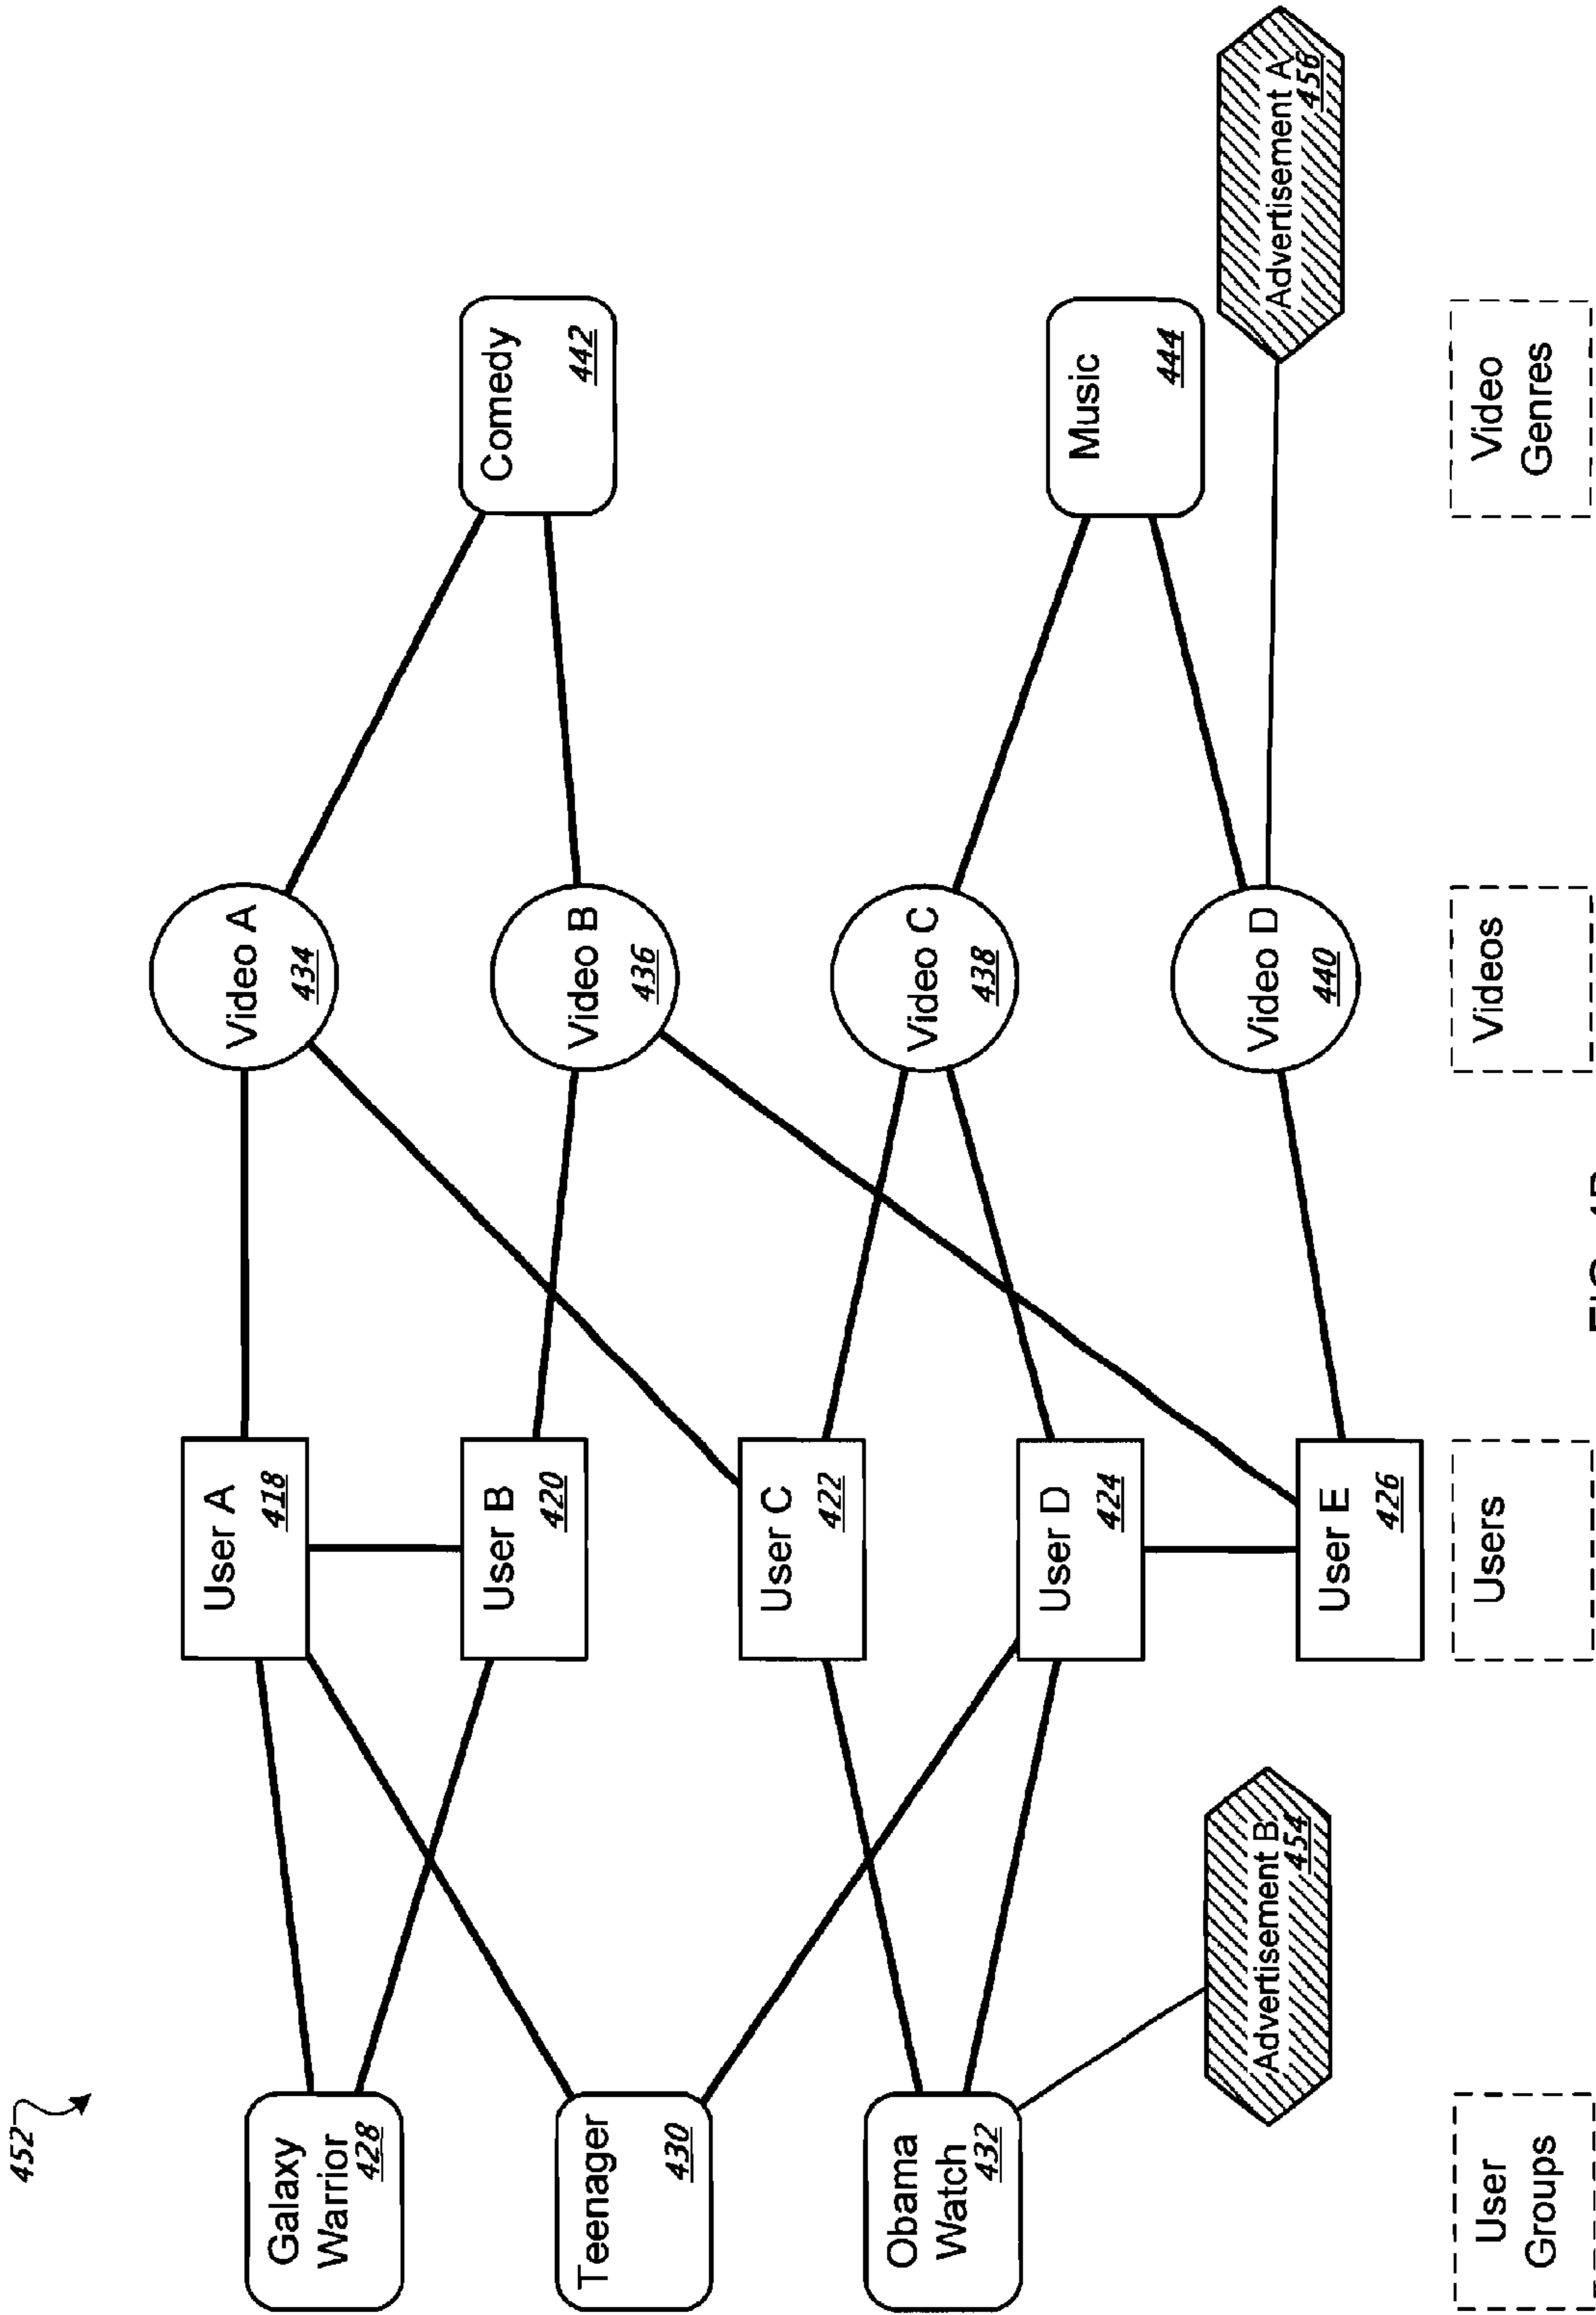 452
Galaxy
Warrior
428
Teenager
430
Obama
Watch
432
Advertisement B
454
User
Groups
User A
418
User B
420
User C
422
User D
424
User E
426
Users
Video A
434
Video B
436
Video C
438
Video D
440
Videos
Comedy
442
Music
444
Advertisement A
456
Video
Genres